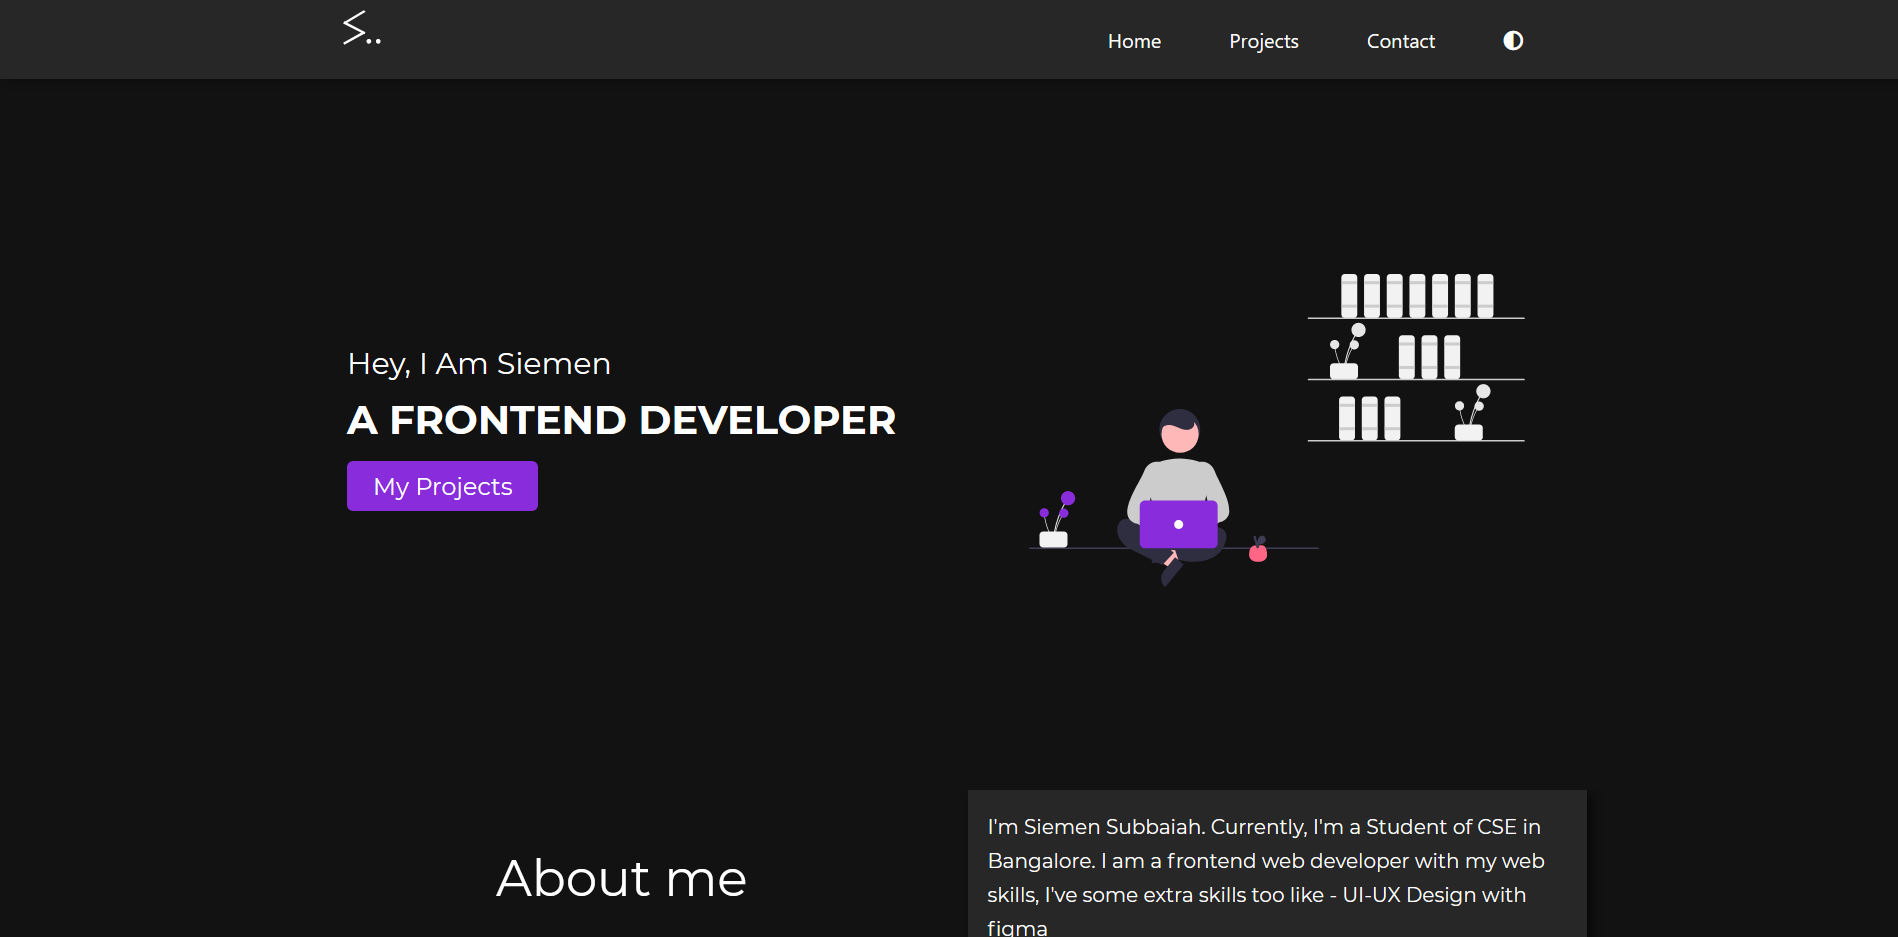 S..
Home Projects Contact
Hey, I Am Siemen
A FRONTEND DEVELOPER
My Projects
About me
I'm Siemen Subbaiah. Currently, I'm a Student of CSE in
Bangalore. I am a frontend web developer with my web
skills, I've some extra skills too like - UI-UX Design with
figma